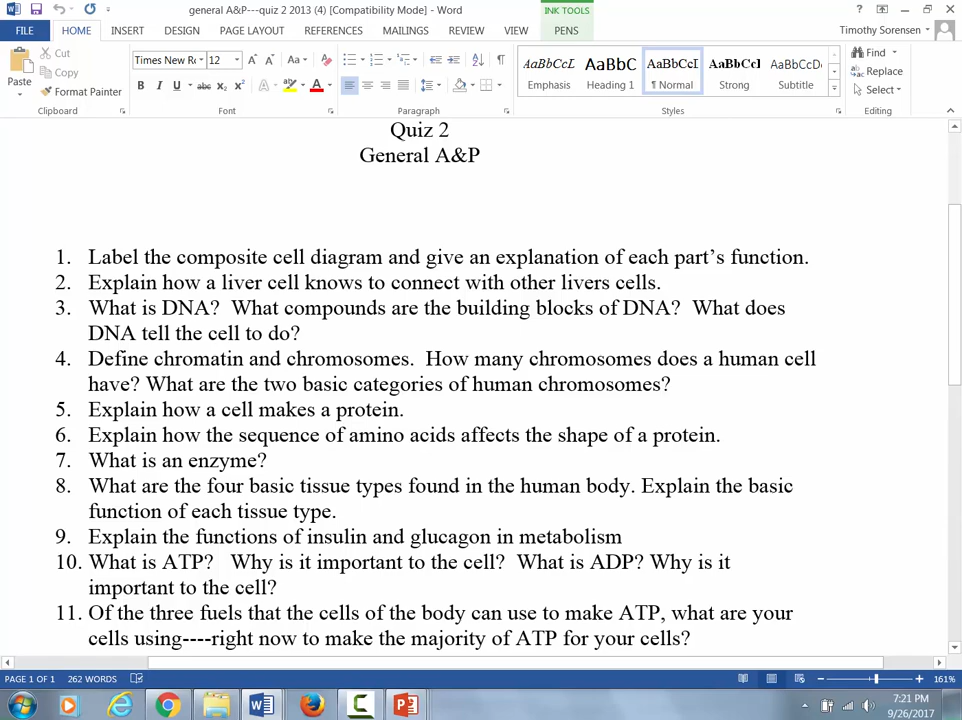 general A&P---quiz 2 2013 (4) [Compatibility Mode] - Word
INK TOOLS
FILE HOME INSERT DESIGN PAGE LAYOUT REFERENCES MAILINGS REVIEW VIEW PENS
Timothy Sorensen
Paste
Cut
Copy
Format Painter
Clipboard
Times New Ro 12
Font
Paragraph
AaBbCcL AaBbC AaBbCcI AaBbCcI AaBbCcDc
Emphasis Heading 1 ¶ Normal Strong Subtitle
Styles
Find
Replace
Select
Editing
Quiz 2
General A&P
1. Label the composite cell diagram and give an explanation of each part’s function.
2. Explain how a liver cell knows to connect with other livers cells.
3. What is DNA? What compounds are the building blocks of DNA? What does
DNA tell the cell to do?
4. Define chromatin and chromosomes. How many chromosomes does a human cell
have? What are the two basic categories of human chromosomes?
5. Explain how a cell makes a protein.
6. Explain how the sequence of amino acids affects the shape of a protein.
7. What is an enzyme?
8. What are the four basic tissue types found in the human body. Explain the basic
function of each tissue type.
9. Explain the functions of insulin and glucagon in metabolism
10. What is ATP? Why is it important to the cell? What is ADP? Why is it
important to the cell?
11. Of the three fuels that the cells of the body can use to make ATP, what are your
cells using----right now to make the majority of ATP for your cells?
PAGE 1 OF 1 262 WORDS
161%
7:21 PM
9/26/2017